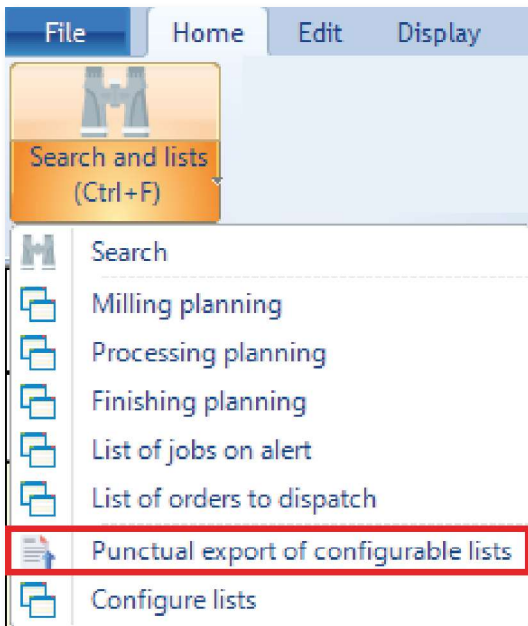 File Home Edit Display
Search and lists
(Ctrl+F)
Search
Milling planning
Processing planning
Finishing planning
List of jobs on alert
List of orders to dispatch
Punctual export of configurable lists
Configure lists